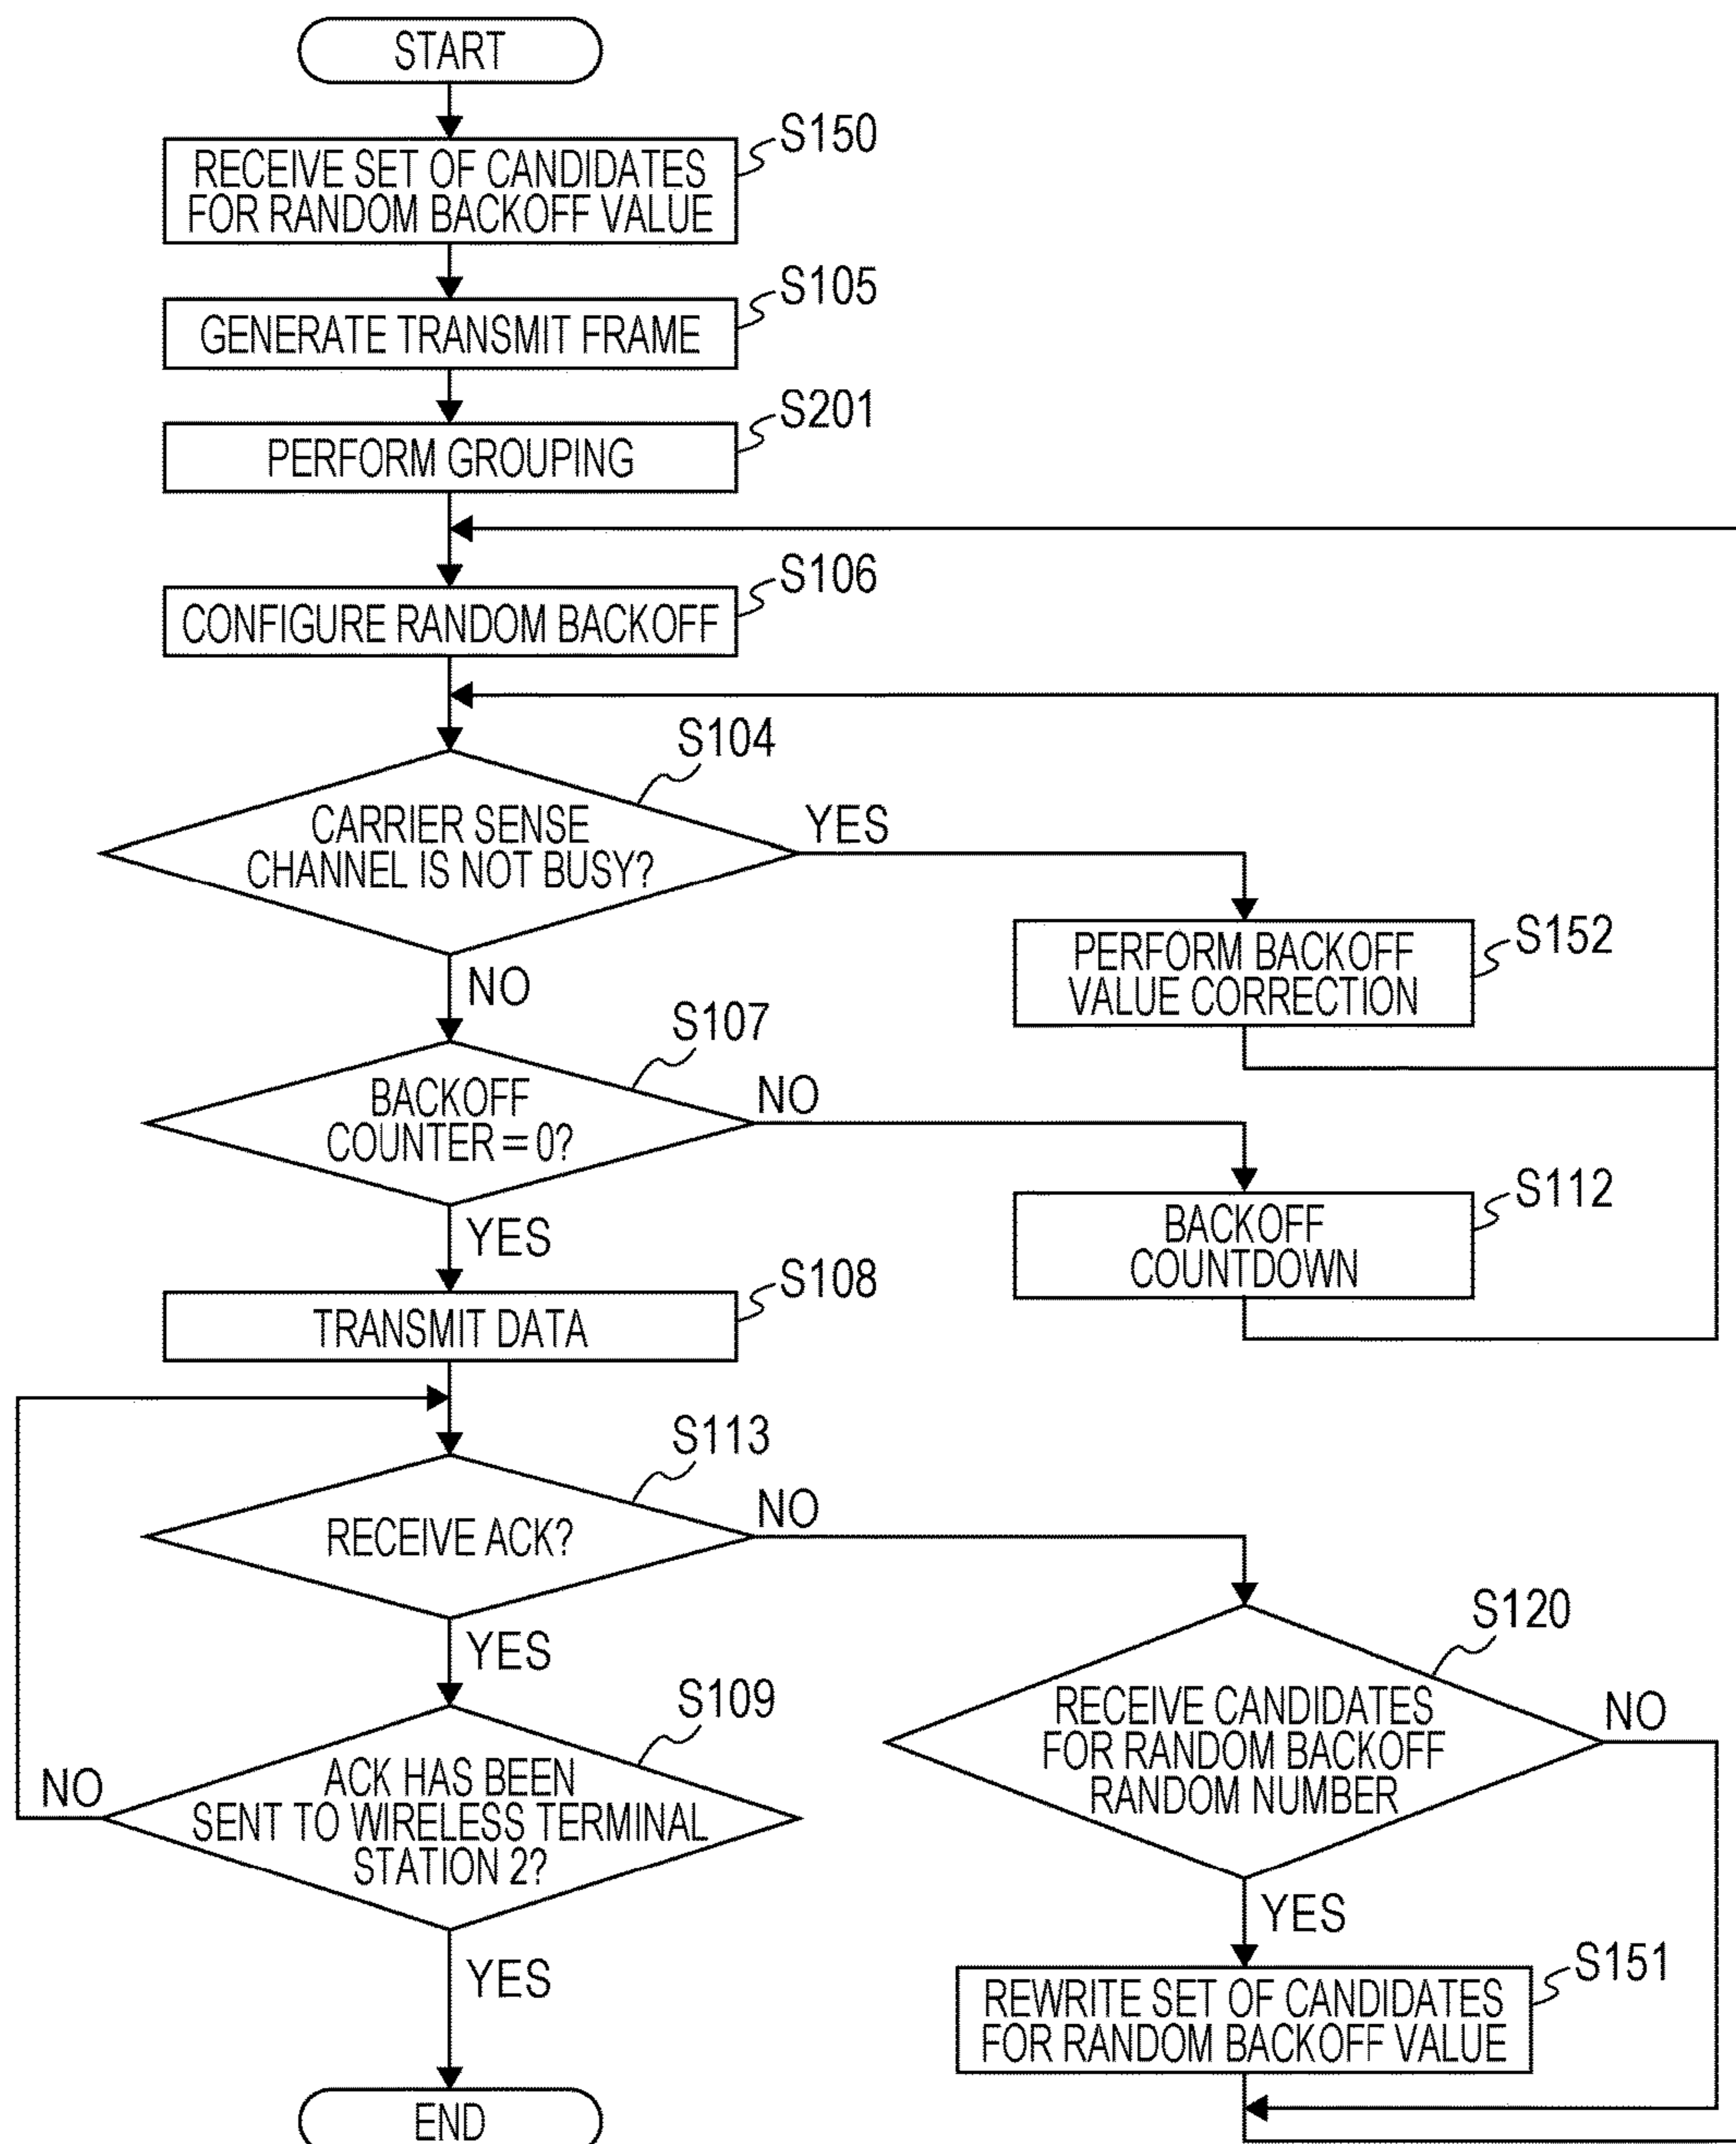 START
S150
RECEIVE SET OF CANDIDATES
FOR RANDOM BACKOFF VALUE
S105
GENERATE TRANSMIT FRAME
S201
PERFORM GROUPING
S106
CONFIGURE RANDOM BACKOFF
S104
CARRIER SENSE
CHANNEL IS NOT BUSY?
YES
NO
S152
PERFORM BACKOFF
VALUE CORRECTION
S107
BACKOFF
COUNTER = 0?
NO
YES
S112
BACKOFF
COUNTDOWN
S108
TRANSMIT DATA
S113
RECEIVE ACK?
NO
YES
S120
RECEIVE CANDIDATES
FOR RANDOM BACKOFF
RANDOM NUMBER
NO
YES
S109
ACK HAS BEEN
SENT TO WIRELESS TERMINAL
STATION 2?
NO
YES
S151
REWRITE SET OF CANDIDATES
FOR RANDOM BACKOFF VALUE
END